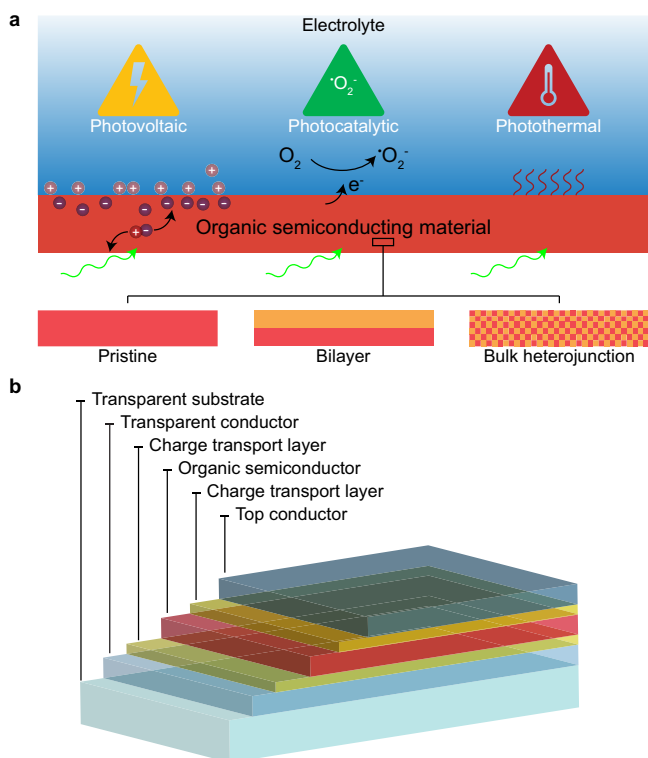 a
Electrolyte
•O₂⁻
Photovoltaic
Photocatalytic
Photothermal
O₂
•O₂⁻
e⁻
+ + + + + + + + +
− − − − − − − −
+ −
Organic semiconducting material
Pristine
Bilayer
Bulk heterojunction
b
Transparent substrate
Transparent conductor
Charge transport layer
Organic semiconductor
Charge transport layer
Top conductor